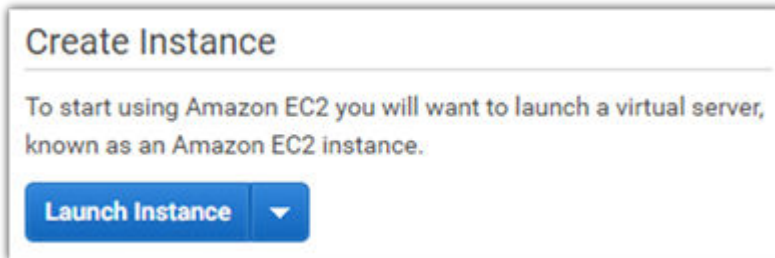 Create Instance
To start using Amazon EC2 you will want to launch a virtual server,
known as an Amazon EC2 instance.
Launch Instance